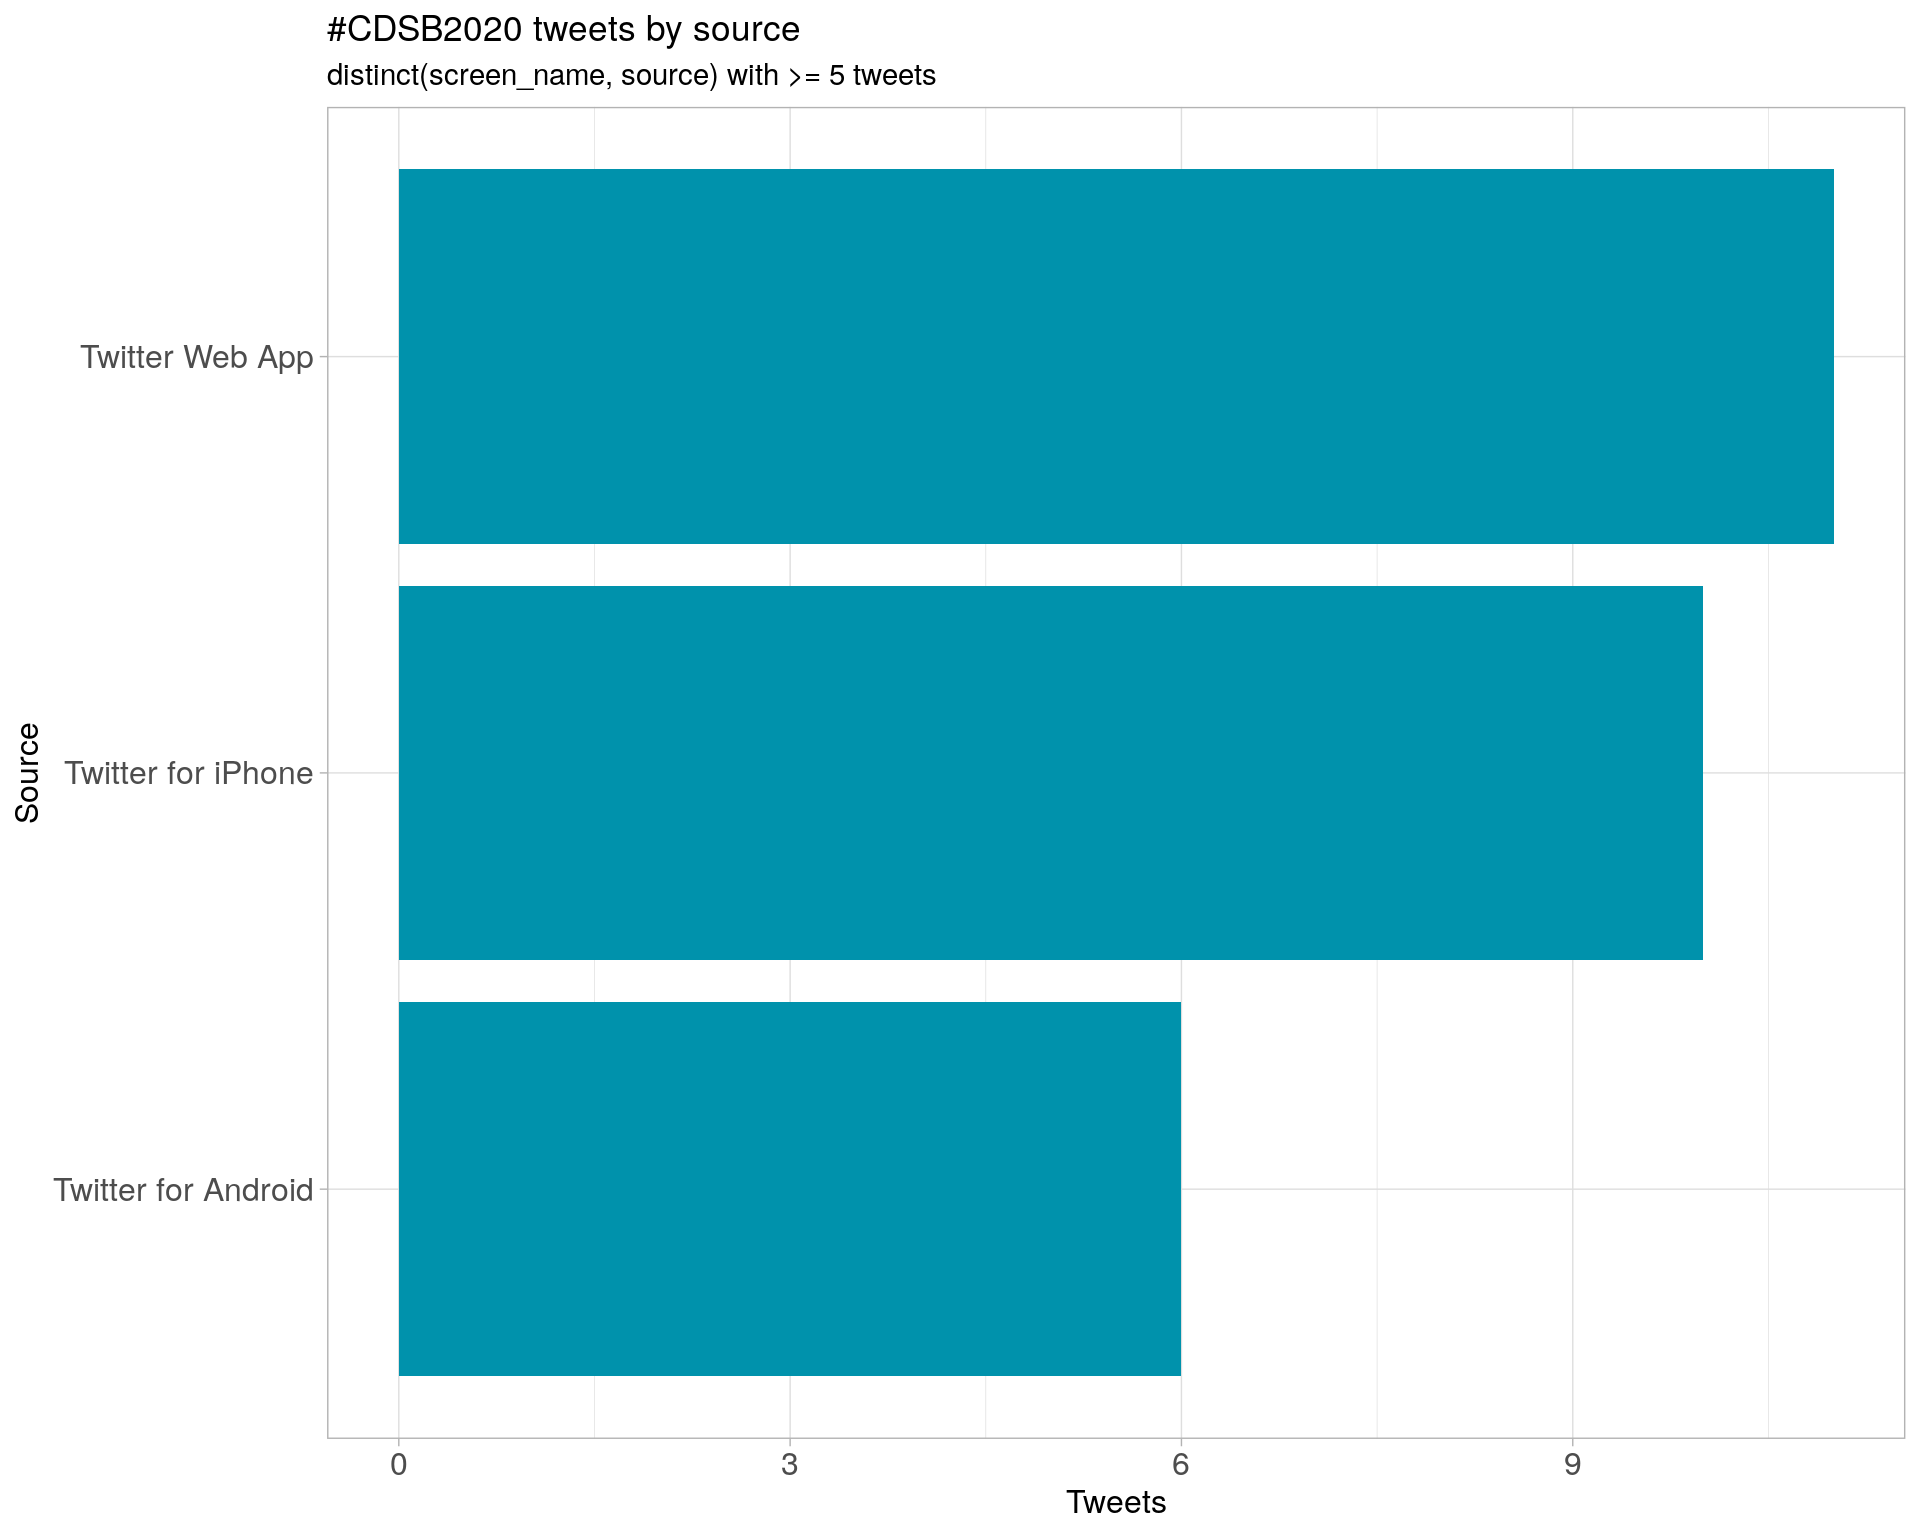 #CDSB2020 tweets by source
distinct(screen_name, source) with >= 5 tweets
Twitter Web App
Twitter for iPhone
Twitter for Android
Source
0 3 6 9
Tweets